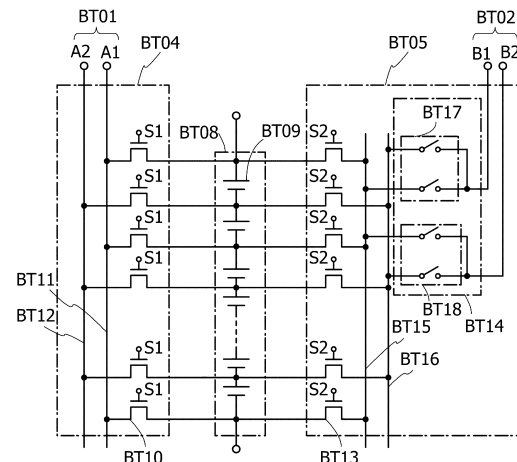 BT01 BT02
A2 A1 BT04 BT05 B1 B2
BT17
BT08 BT09
S1 S2
S1 S2
S1 S2
S1 S2
BT11
BT12
BT18 BT14
BT15
BT16
S1 S2
S1 S2
BT10 BT13